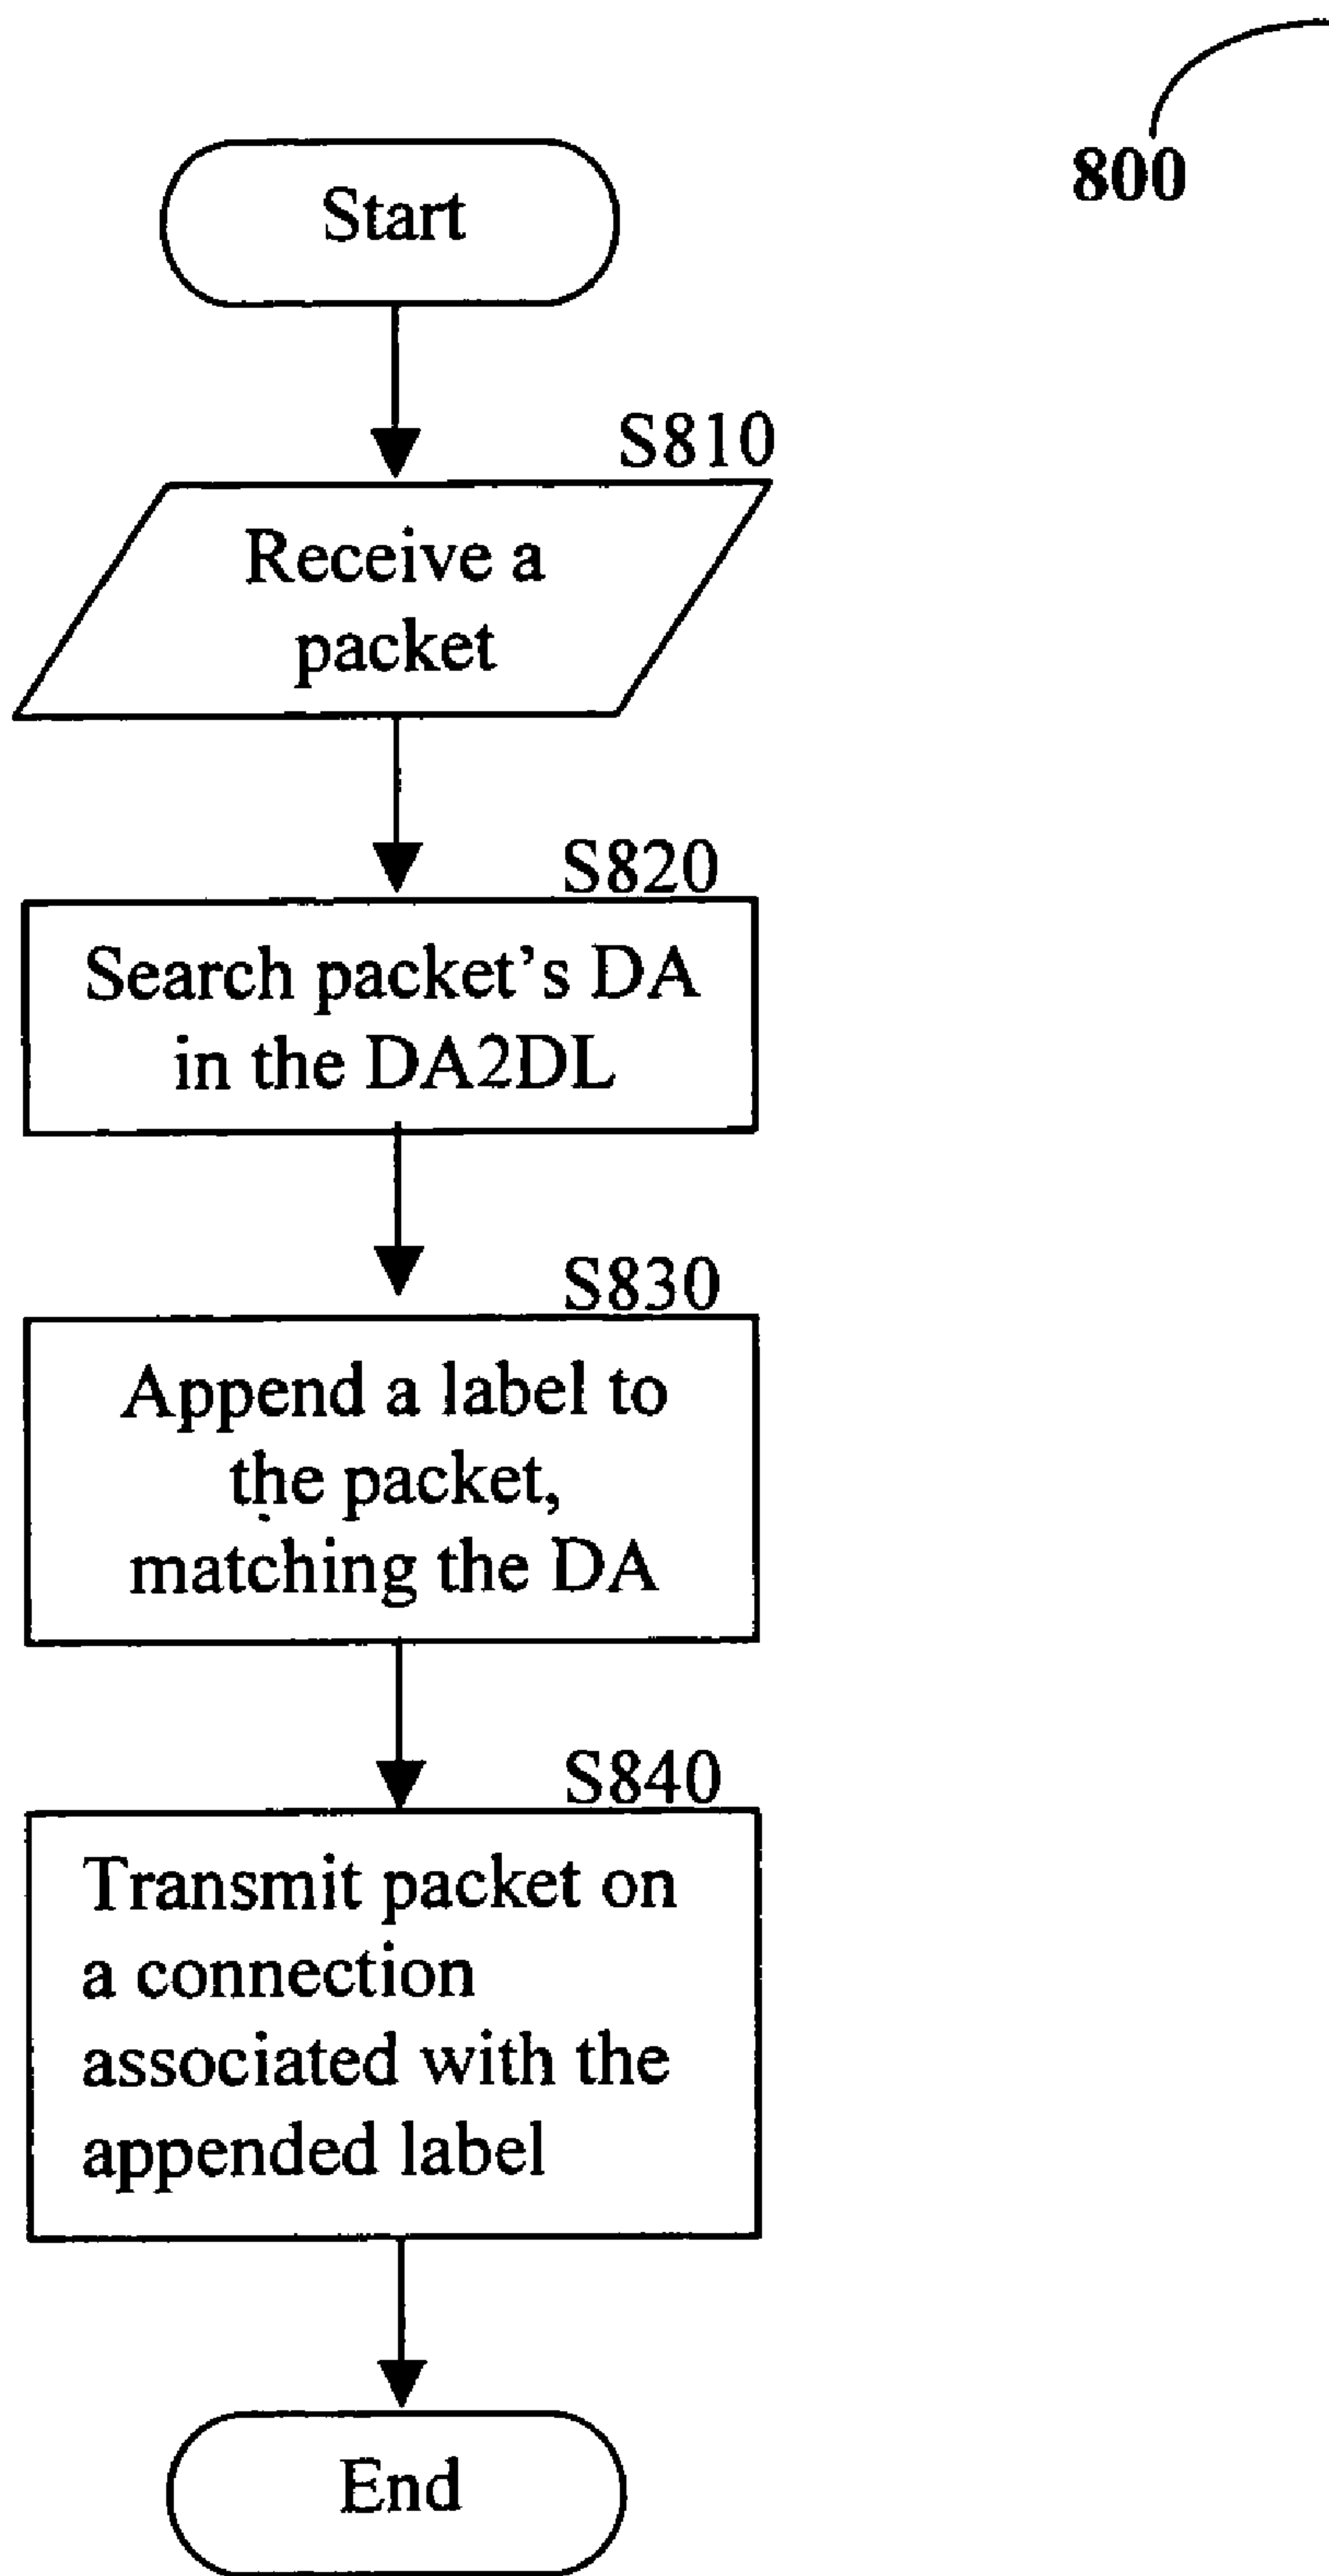 800
Start
S810
Receive a
packet
S820
Search packet’s DA
in the DA2DL
S830
Append a label to
the packet,
matching the DA
S840
Transmit packet on
a connection
associated with the
appended label
End